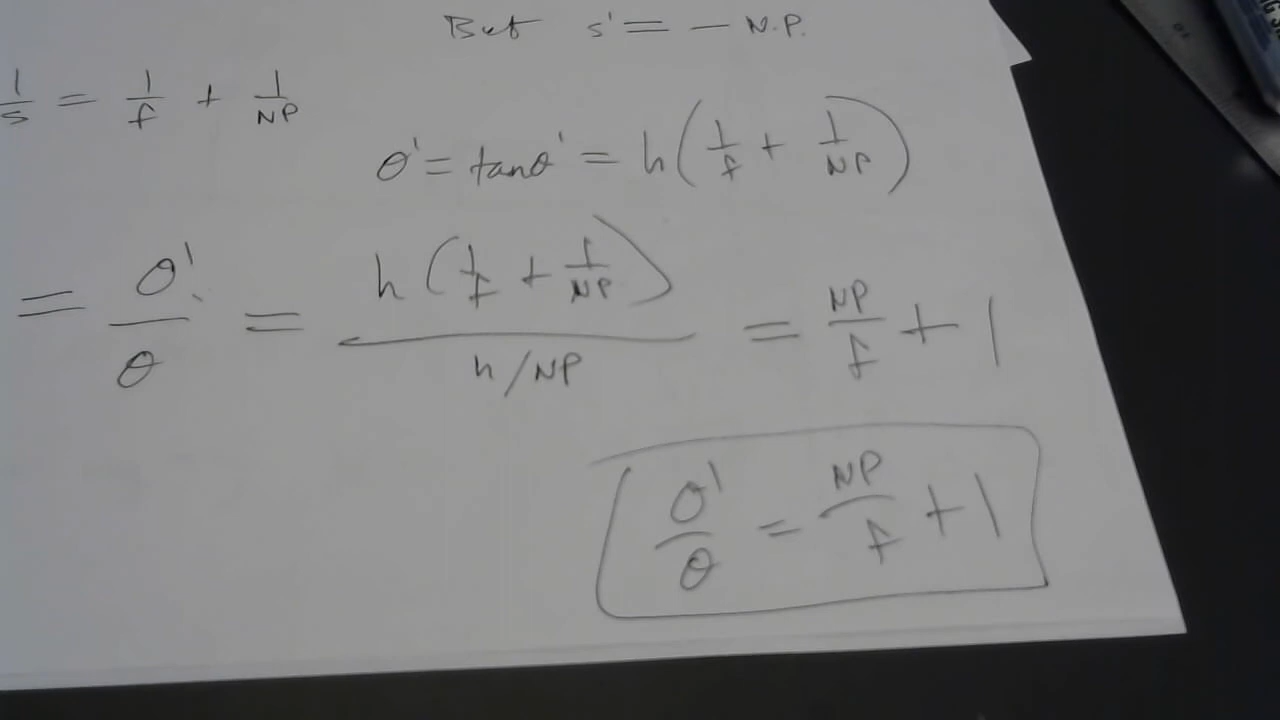 But s' = - N.P.
1/s = 1/f + 1/NP
θ' = tanθ' = h(1/f + 1/NP)
= θ'/θ = h(1/f + 1/NP)/(h/NP) = NP/f + 1
θ'/θ = NP/f + 1